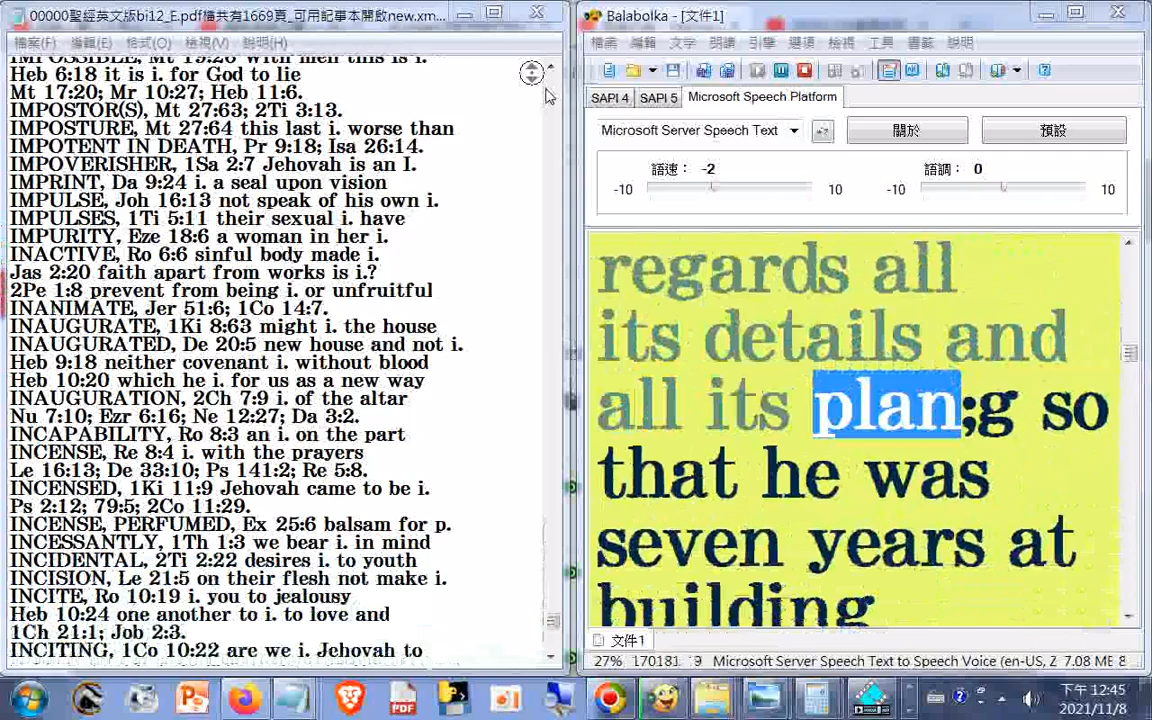 00000聖經英文版bi12_E.pdf檔共有1669頁_可用記事本開啟new.xm...
檔案(F) 編輯(E) 格式(O) 檢視(V) 說明(H)
IMPOSSIBLE, Mt 19:26 with men this is i.
Heb 6:18 it is i. for God to lie
Mt 17:20; Mr 10:27; Heb 11:6.
IMPOSTOR(S), Mt 27:63; 2Ti 3:13.
IMPOSTURE, Mt 27:64 this last i. worse than
IMPOTENT IN DEATH, Pr 9:18; Isa 26:14.
IMPOVERISHER, 1Sa 2:7 Jehovah is an I.
IMPRINT, Da 9:24 i. a seal upon vision
IMPULSE, Joh 16:13 not speak of his own i.
IMPULSES, 1Ti 5:11 their sexual i. have
IMPURITY, Eze 18:6 a woman in her i.
INACTIVE, Ro 6:6 sinful body made i.
Jas 2:20 faith apart from works is i.?
2Pe 1:8 prevent from being i. or unfruitful
INANIMATE, Jer 51:6; 1Co 14:7.
INAUGURATE, 1Ki 8:63 might i. the house
INAUGURATED, De 20:5 new house and not i.
Heb 9:18 neither covenant i. without blood
Heb 10:20 which he i. for us as a new way
INAUGURATION, 2Ch 7:9 i. of the altar
Nu 7:10; Ezr 6:16; Ne 12:27; Da 3:2.
INCAPABILITY, Ro 8:3 an i. on the part
INCENSE, Re 8:4 i. with the prayers
Le 16:13; De 33:10; Ps 141:2; Re 5:8.
INCENSED, 1Ki 11:9 Jehovah came to be i.
Ps 2:12; 79:5; 2Co 11:29.
INCENSE, PERFUMED, Ex 25:6 balsam for p.
INCESSANTLY, 1Th 1:3 we bear i. in mind
INCIDENTAL, 2Ti 2:22 desires i. to youth
INCISION, Le 21:5 on their flesh not make i.
INCITE, Ro 10:19 i. you to jealousy
Heb 10:24 one another to i. to love and
1Ch 21:1; Job 2:3.
INCITING, 1Co 10:22 are we i. Jehovah to
Balabolka - [文件1]
檔案 編輯 文字 朗讀 引擎 選項 檢視 工具 書籤 說明
SAPI 4 SAPI 5 Microsoft Speech Platform
Microsoft Server Speech Text 關於 預設
語速： -2 語調： 0
-10 10 -10 10
regards all
its details and
all its plan;g so
that he was
seven years at
building
文件1
27% 170181 9 Microsoft Server Speech Text to Speech Voice (en-US, Z 7.08 MB 8
PDF
下午 12:45
2021/11/8